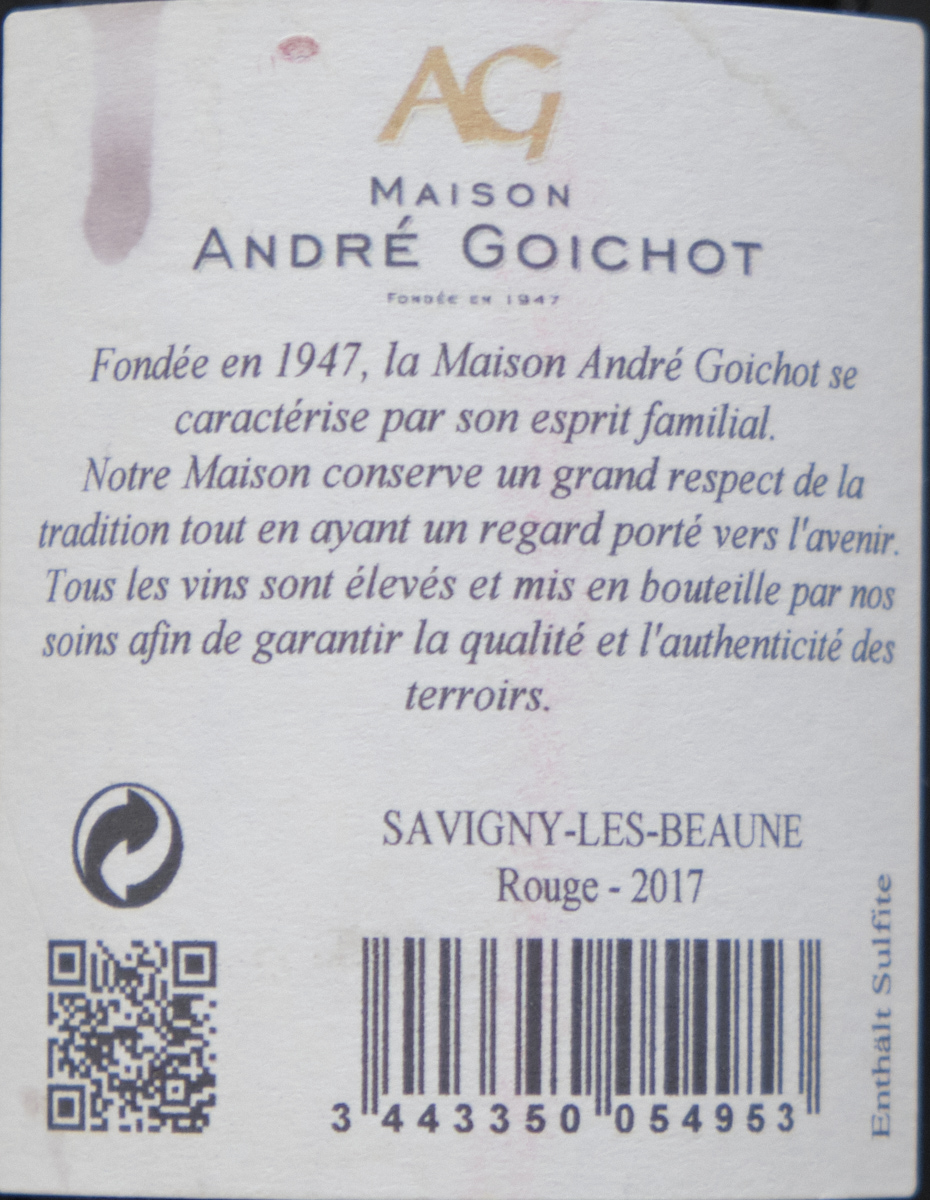 AG
MAISON
ANDRÉ GOICHOT
FONDÉE EN 1947
Fondée en 1947, la Maison André Goichot se
caractérise par son esprit familial.
Notre Maison conserve un grand respect de la
tradition tout en ayant un regard porté vers l'avenir.
Tous les vins sont élevés et mis en bouteille par nos
soins afin de garantir la qualité et l'authenticité des
terroirs.
SAVIGNY-LES-BEAUNE
Rouge - 2017
3 443350 054953
Enthält Sulfite